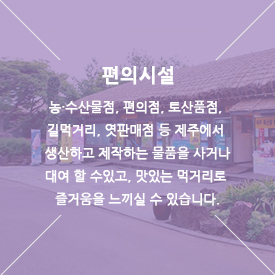 편의시설
농·수산물점, 편의점, 토산품점,
길먹거리, 엿판매점 등 제주에서
생산하고 제작하는 물품을 사거나
대여 할 수있고, 맛있는 먹거리로
즐거움을 느끼실 수 있습니다.